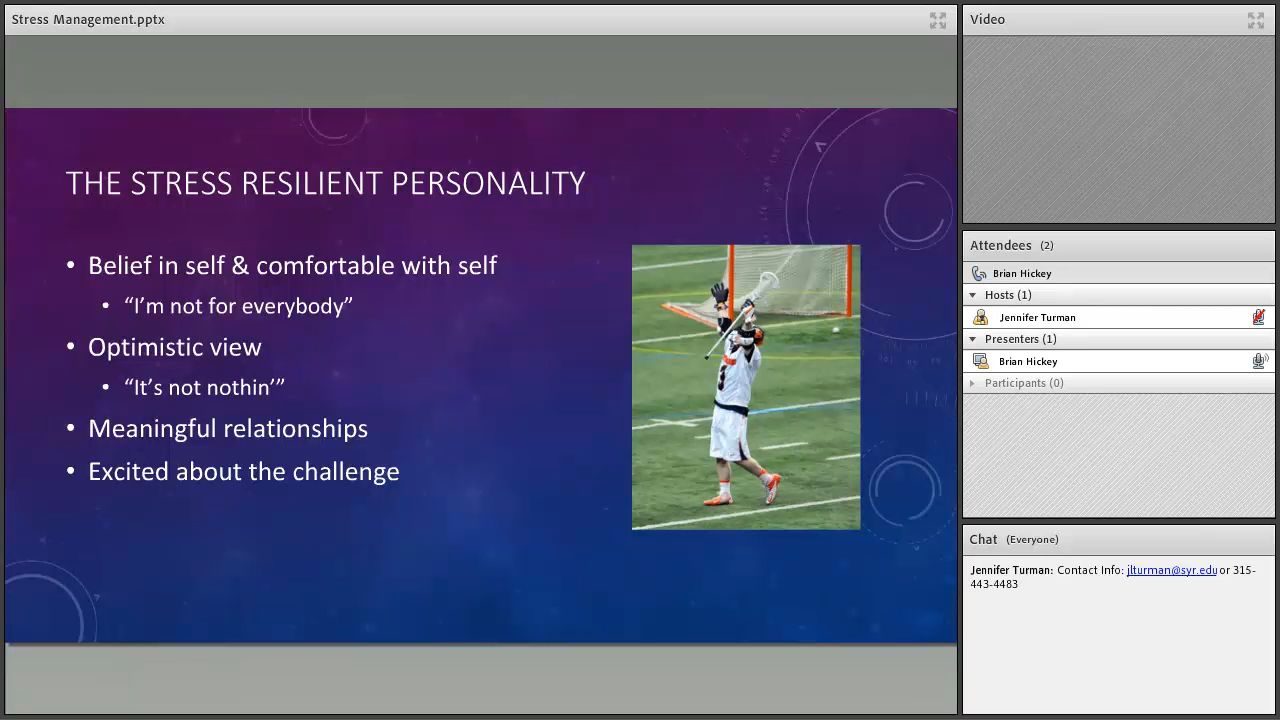 Stress Management.pptx
THE STRESS RESILIENT PERSONALITY
• Belief in self & comfortable with self
• “I’m not for everybody”
• Optimistic view
• “It’s not nothin’”
• Meaningful relationships
• Excited about the challenge
Video
Attendees (2)
Brian Hickey
Hosts (1)
Jennifer Turman
Presenters (1)
Brian Hickey
Participants (0)
Chat (Everyone)
Jennifer Turman: Contact Info: jlturman@syr.edu or 315-
443-4483